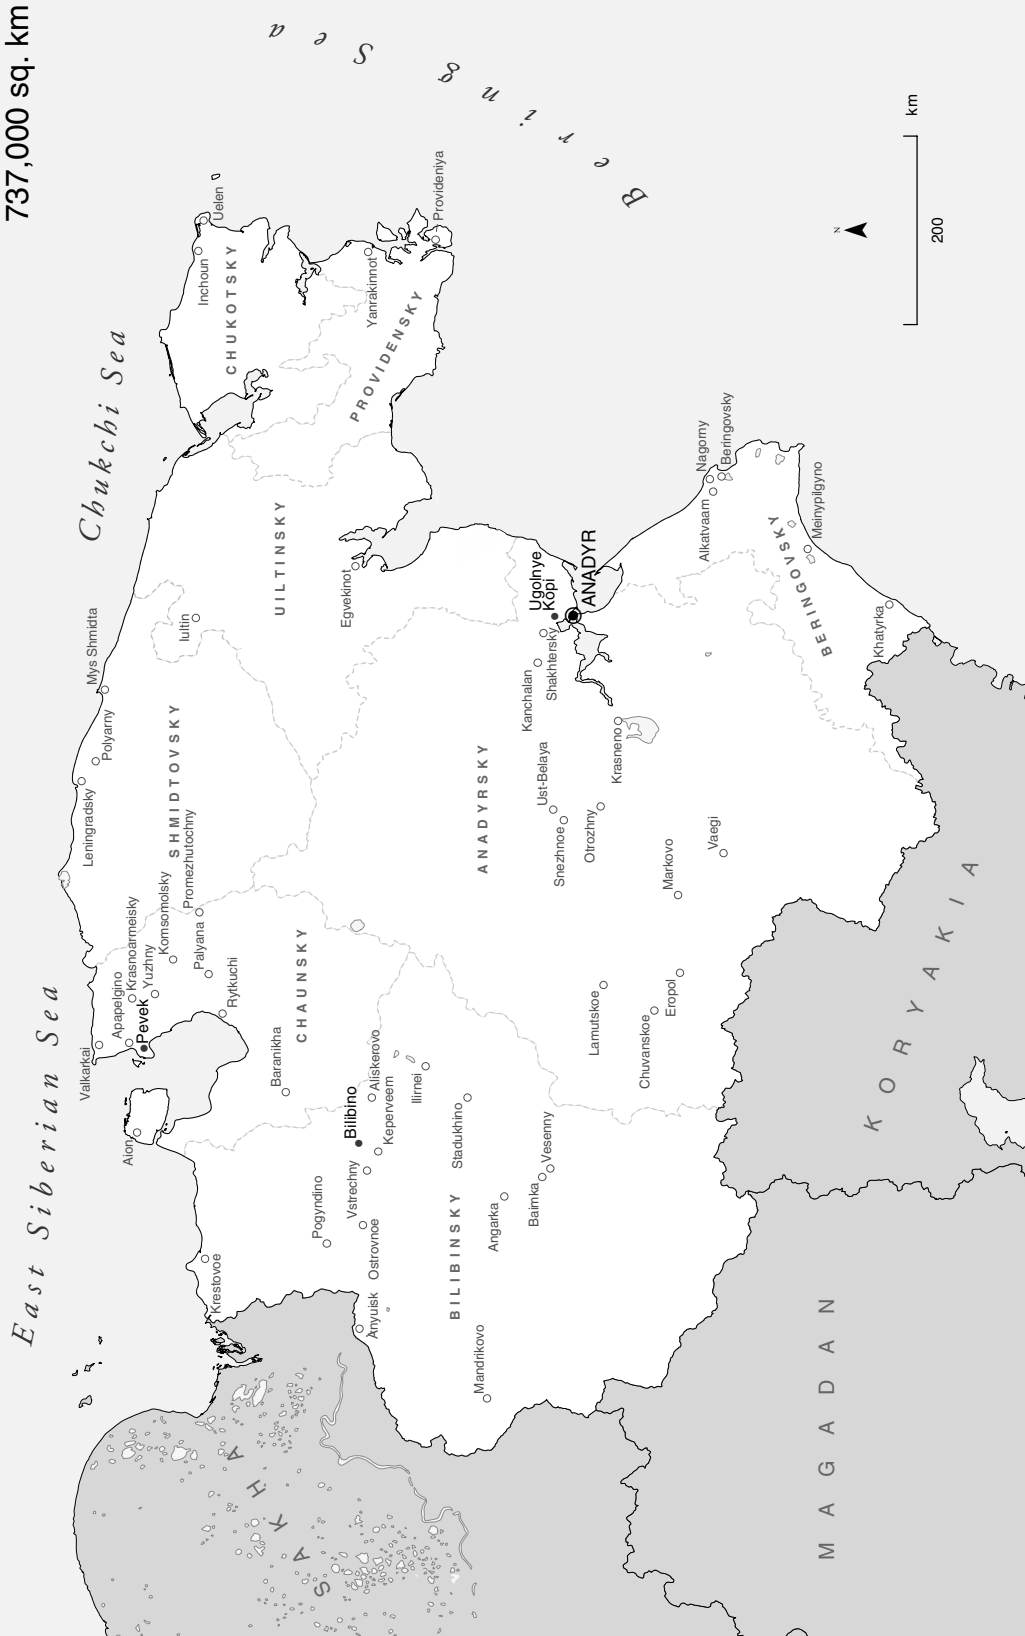 737,000 sq. km
East Siberian Sea
Chukchi Sea
Bering Sea
SAKHA
MAGADAN
KORYAKIA
CHUKOTSKY
PROVIDENSKY
UILTINSKY
SHMIDTOVSKY
CHAUNSKY
BILIBINSKY
ANADYRSKY
BERINGOVSKY
Uelen
Inchoun
Yanrakinnot
Provideniya
Egvekinot
Iultin
Mys Shmidta
Polyarny
Leningradsky
Promezhutochny
Komsomolsky
Krasnoarmeisky
Yuzhny
Apapelgino
Pevek
Valkarkai
Palyana
Rytkuchi
Aion
Baranikha
Bilibino
Aliskerovo
Keperveem
Ilirnei
Stadukhino
Vstrechny
Pogyndino
Ostrovnoe
Anyuisk
Krestovoe
Angarka
Baimka
Vesenny
Mandrikovo
Ugolnye
Kopi
ANADYR
Shakhtersky
Kanchalan
Krasneno
Ust-Belaya
Snezhnoe
Otrozhny
Markovo
Vaegi
Lamutskoe
Chuvanskoe
Eropol
Nagorny
Beringovsky
Alkatvaam
Meinypilgyno
Khatyrka
N
200
km